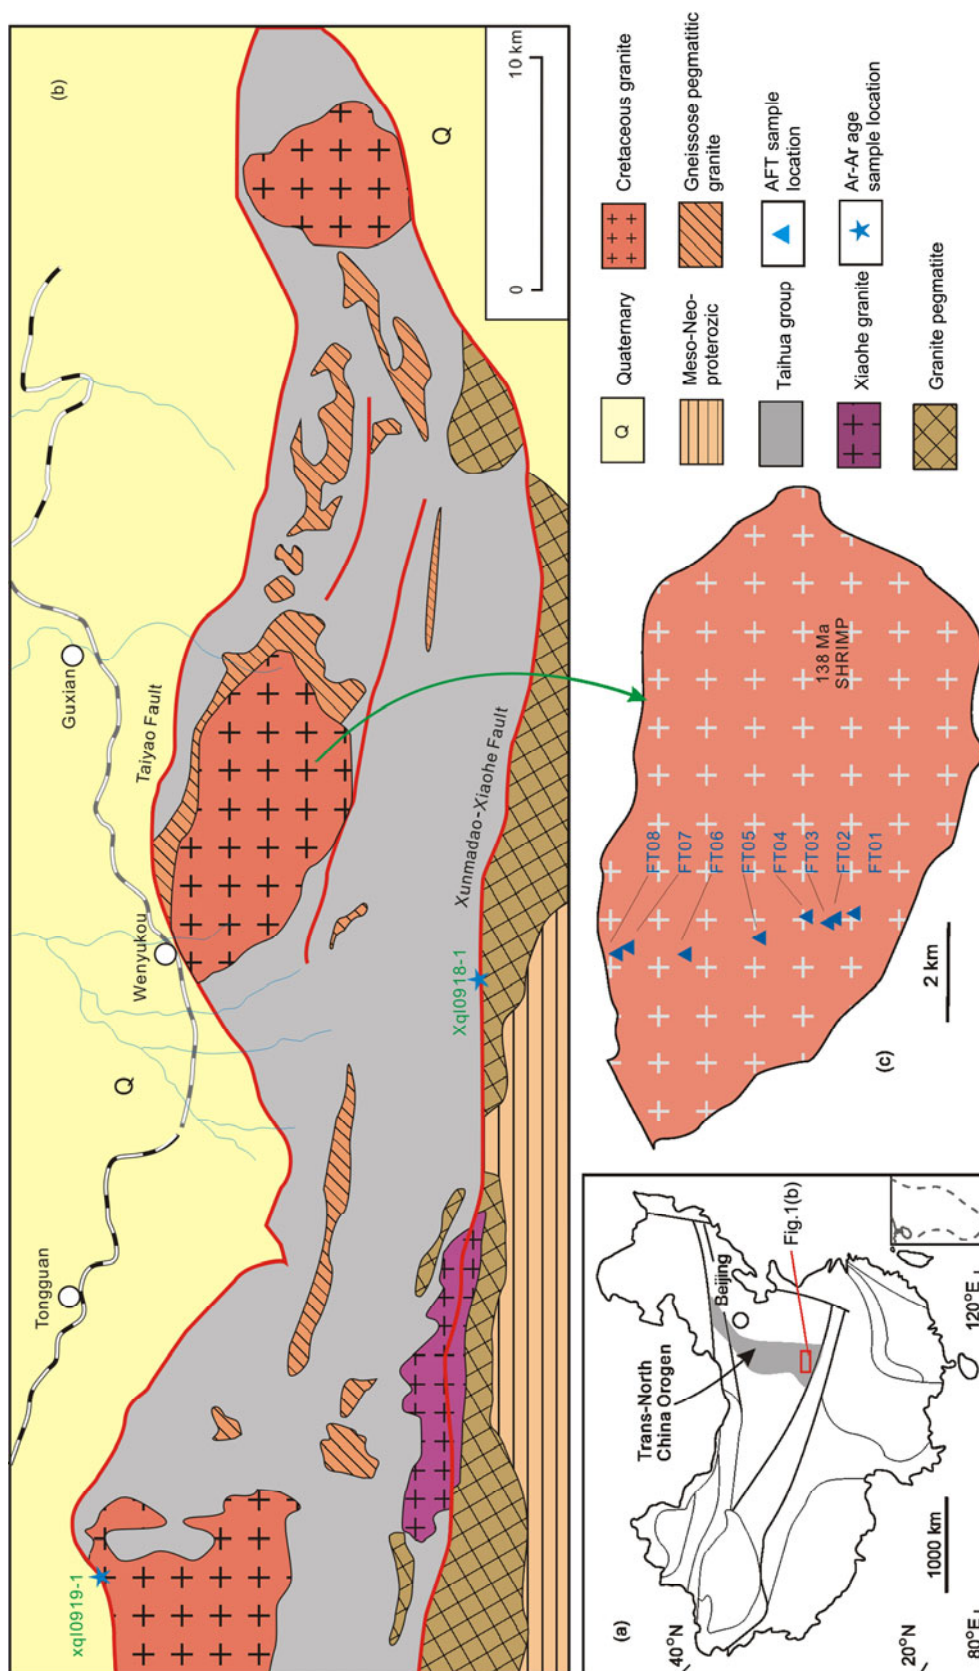 (b)
Tongguan
Wenyukou
Guxian
Q
Q
Taiyao Fault
Xunmadao-Xiaohe Fault
xql0919-1
Xql0918-1
0
10 km
(a)
40°N
20°N
80°E
120°E
Trans-North
China Orogen
Beijing
Fig.1(b)
1000 km
(c)
FT08
FT07
FT06
FT05
FT04
FT03
FT02
FT01
138 Ma
SHRIMP
2 km
Q
Quaternary
Meso-Neo-
proterozic
Taihua group
Xiaohe granite
Granite pegmatite
Cretaceous granite
Gneissose pegmatitic
granite
AFT sample
location
Ar-Ar age
sample location